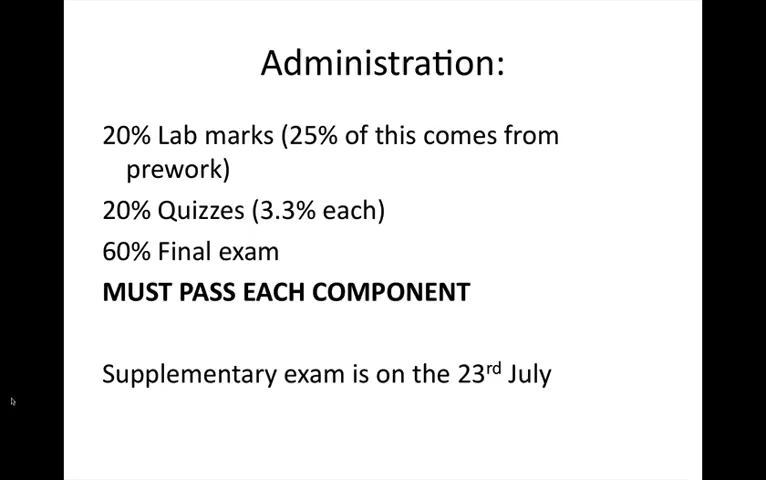 Administration:
20% Lab marks (25% of this comes from
prework)
20% Quizzes (3.3% each)
60% Final exam
MUST PASS EACH COMPONENT
Supplementary exam is on the 23rd July